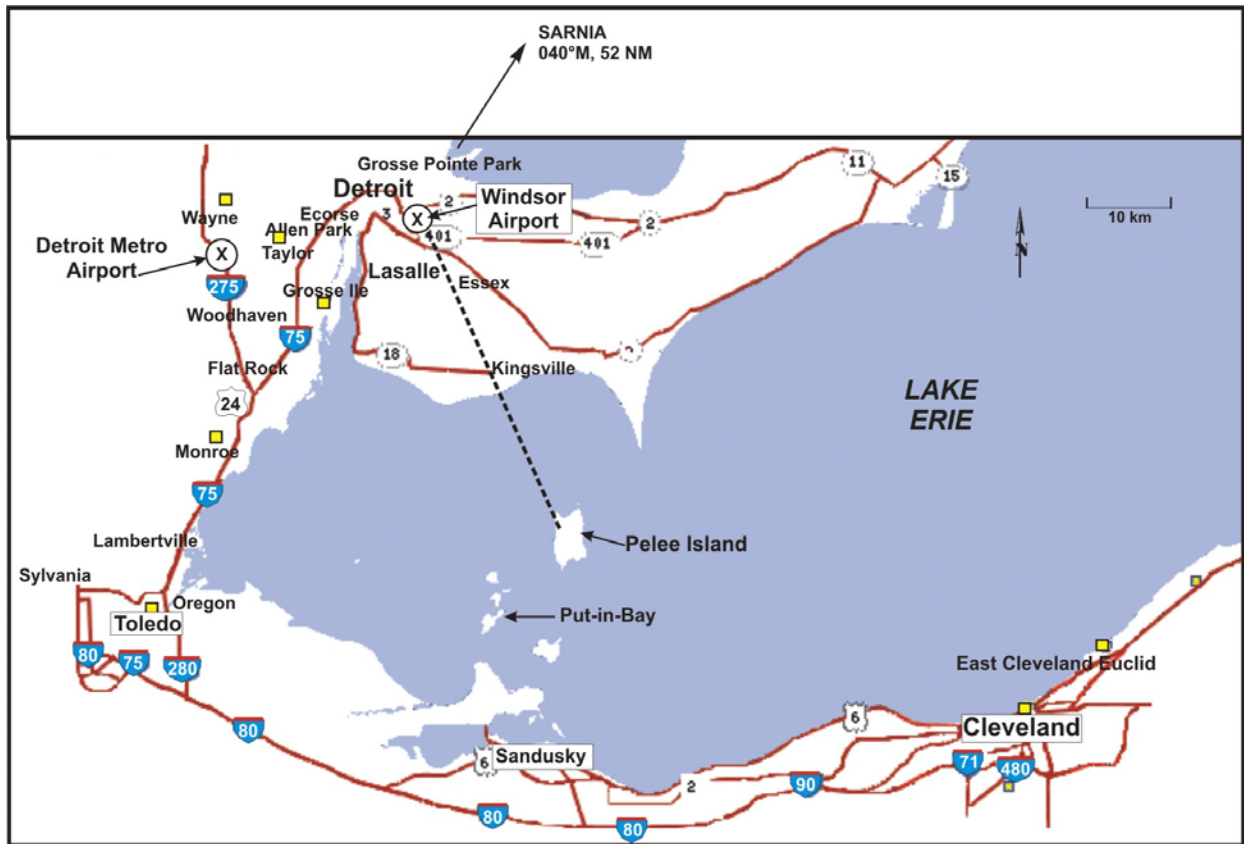 SARNIA
040°M, 52 NM
Grosse Pointe Park
11
15
Detroit
Windsor
Airport
2
Wayne
Ecorse
3
X
2
10 km
Detroit Metro
Airport
Allen Park
Taylor
401
401
N
X
Lasalle
Essex
275
Grosse Ile
Woodhaven
75
18
Flat Rock
Kingsville
24
LAKE
ERIE
Monroe
75
Lambertville
Pelee Island
Sylvania
Oregon
Put-in-Bay
Toledo
80
75
280
East Cleveland Euclid
80
6
Cleveland
6
Sandusky
71
480
2
90
80
80